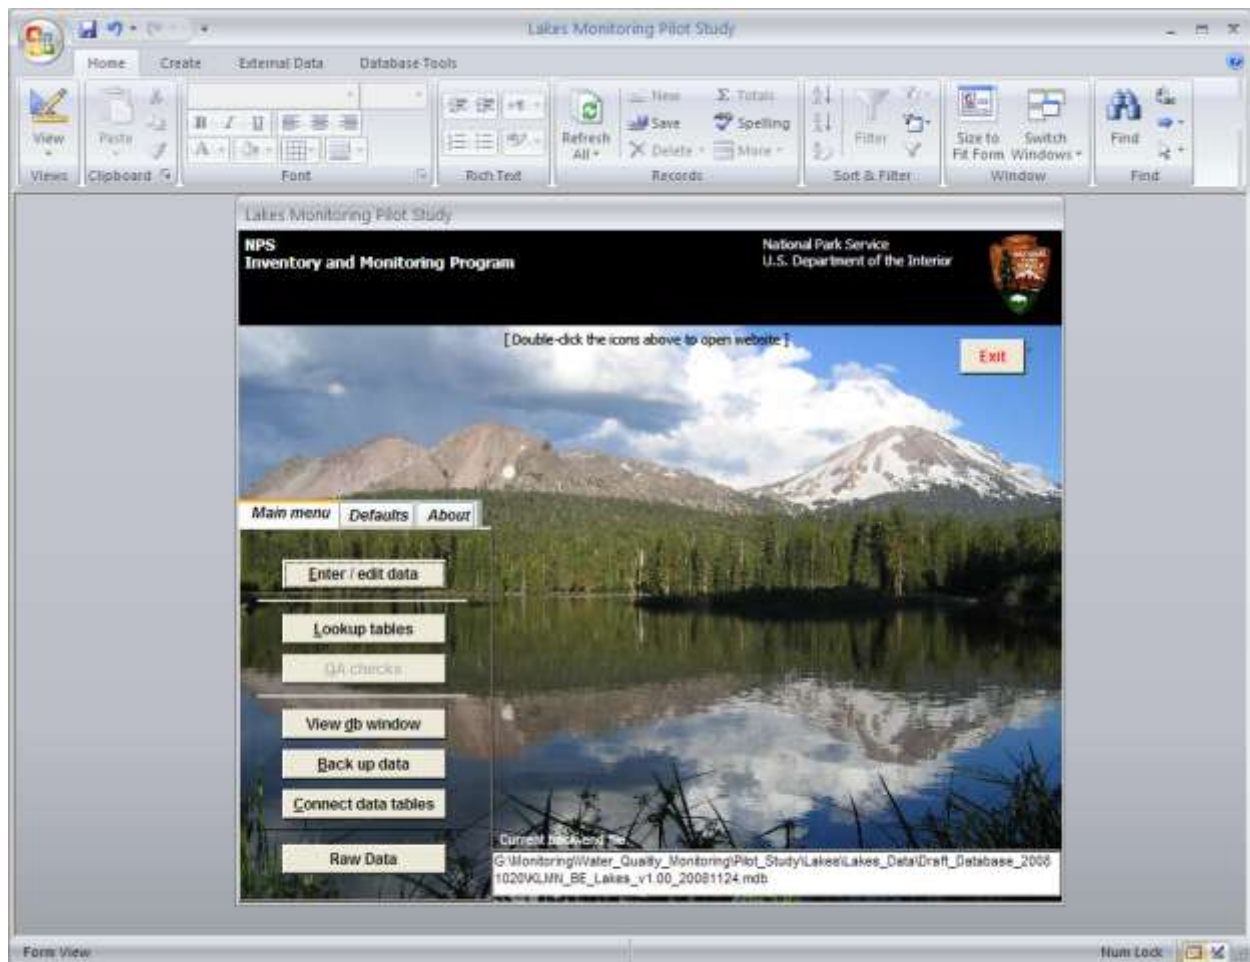 Lakes Monitoring Pilot Study
Home Create External Data Database Tools
View
Paste
B I U
A
Refresh
All
New
Save
Delete
Σ Totals
Spelling
More
Filter
Size to
Fit Form
Switch
Windows
Find
Views Clipboard Font Rich Text Records Sort & Filter Window Find
Lakes Monitoring Pilot Study
NPS
Inventory and Monitoring Program
National Park Service
U.S. Department of the Interior
[ Double-click the icons above to open website ]
Exit
Main menu Defaults About
Enter / edit data
Lookup tables
QA checks
View db window
Back up data
Connect data tables
Raw Data
Current back-end file
G:\Monitoring\Water_Quality_Monitoring\Pilot_Study\Lakes\Lakes_Data\Draft_Database_2008
1020\KLMN_BE_Lakes_v1.00_20081124.mdb
Form View
Num Lock